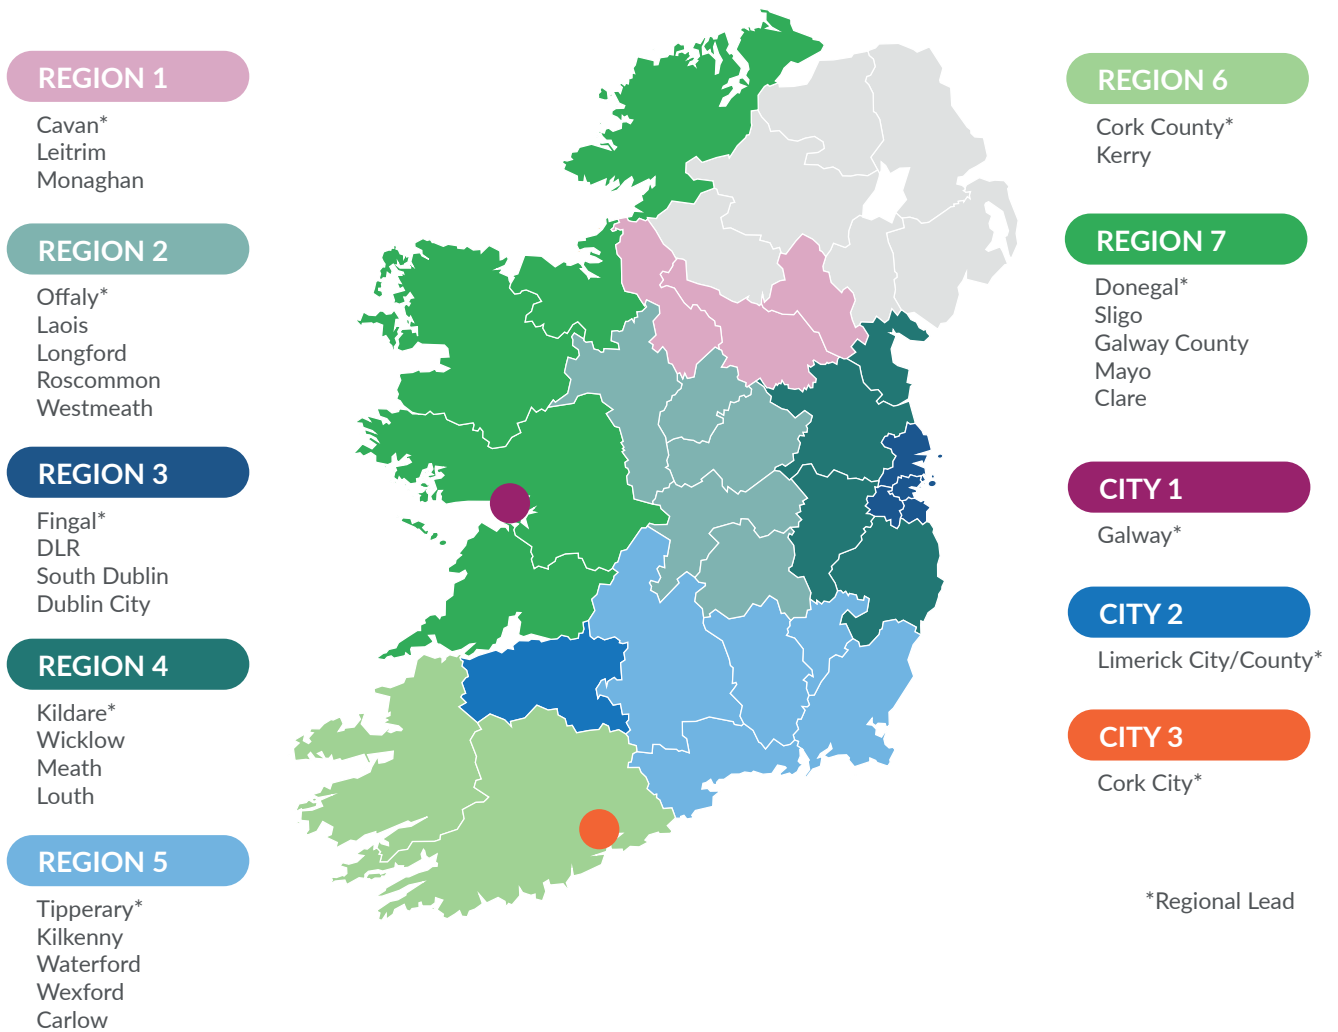 REGION 1
Cavan*
Leitrim
Monaghan
REGION 2
Offaly*
Laois
Longford
Roscommon
Westmeath
REGION 3
Fingal*
DLR
South Dublin
Dublin City
REGION 4
Kildare*
Wicklow
Meath
Louth
REGION 5
Tipperary*
Kilkenny
Waterford
Wexford
Carlow
REGION 6
Cork County*
Kerry
REGION 7
Donegal*
Sligo
Galway County
Mayo
Clare
CITY 1
Galway*
CITY 2
Limerick City/County*
CITY 3
Cork City*
*Regional Lead